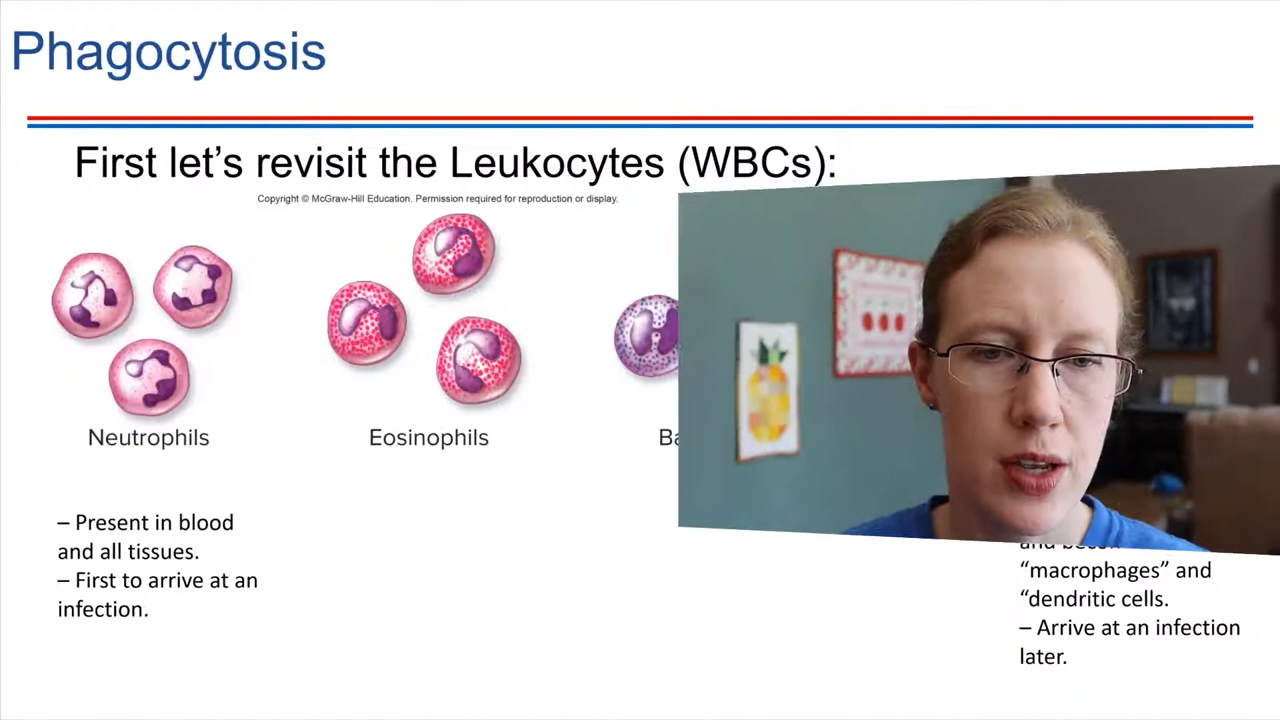 Phagocytosis
First let's revisit the Leukocytes (WBCs):
Copyright © McGraw-Hill Education. Permission required for reproduction or display.
Neutrophils
Eosinophils
– Present in blood
and all tissues.
– First to arrive at an
infection.
“macrophages” and
“dendritic cells.
– Arrive at an infection
later.